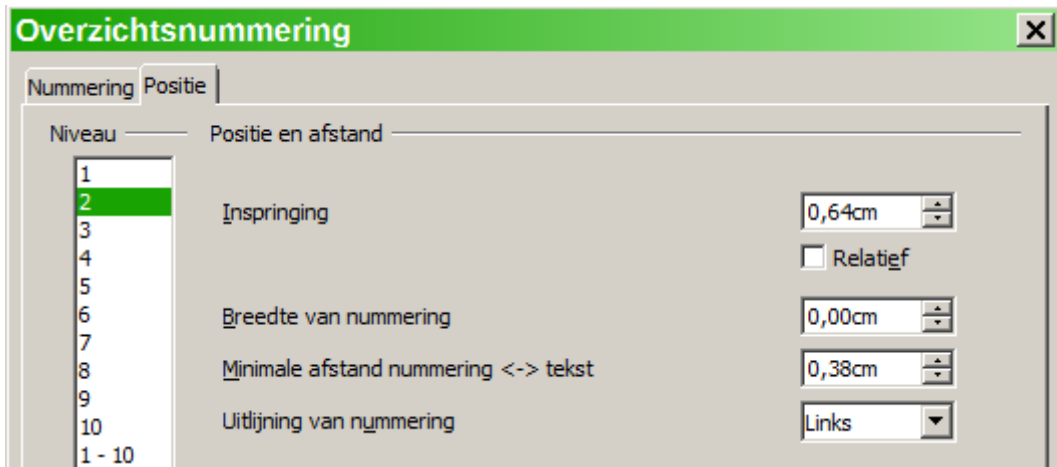 Overzichtsnummering
Nummering Positie
Niveau Positie en afstand
1
2
Inspringing 0,64cm
3
4
Relatief
5
6
Breedte van nummering 0,00cm
7
8
Minimale afstand nummering <-> tekst 0,38cm
9
10
Uitlijning van nummering Links
1 - 10